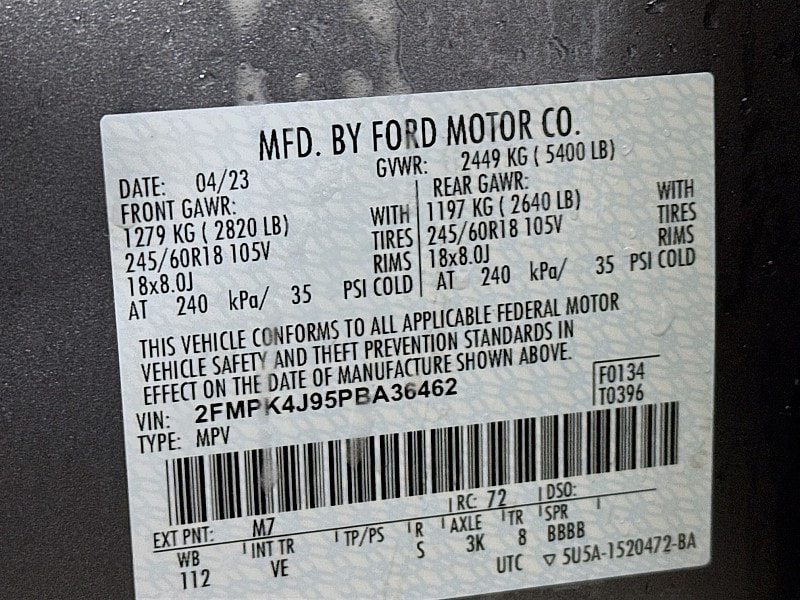 MFD. BY FORD MOTOR CO.
DATE: 04/23 GVWR: 2449 KG ( 5400 LB)
FRONT GAWR: REAR GAWR:
1279 KG ( 2820 LB) WITH 1197 KG ( 2640 LB) WITH
245/60R18 105V TIRES 245/60R18 105V TIRES
18x8.0J RIMS 18x8.0J RIMS
AT 240 kPa/ 35 PSI COLD AT 240 kPa/ 35 PSI COLD
THIS VEHICLE CONFORMS TO ALL APPLICABLE FEDERAL MOTOR
VEHICLE SAFETY AND THEFT PREVENTION STANDARDS IN
EFFECT ON THE DATE OF MANUFACTURE SHOWN ABOVE.
VIN: 2FMPK4J95PBA36462 F0134
TYPE: MPV T0396
EXT PNT: M7 RC: 72 DSO:
WB INT TR TP/PS R AXLE TR SPR
112 VE S 3K 8 BBBB
UTC ▽ 5U5A-1520472-BA